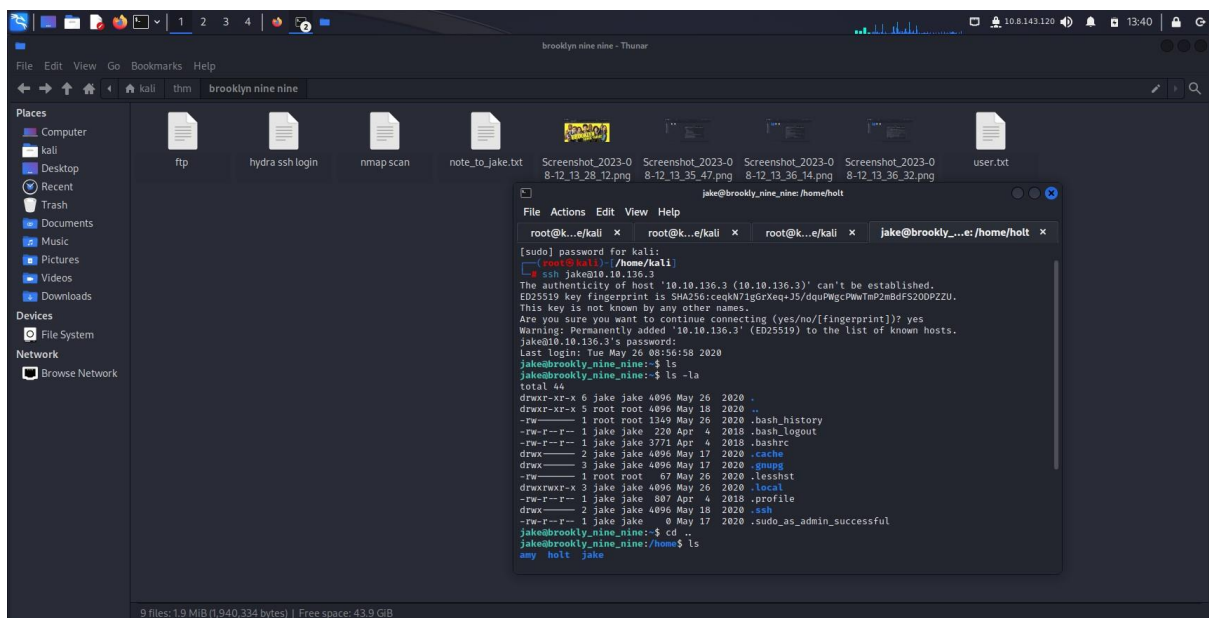 1 2 3 4
2
10.8.143.120
13:40
brooklyn nine nine - Thunar
File Edit View Go Bookmarks Help
kali thm brooklyn nine nine
Places
Computer
kali
Desktop
Recent
Trash
Documents
Music
Pictures
Videos
Downloads
Devices
File System
Network
Browse Network
ftp
hydra ssh login
nmap scan
note_to_jake.txt
Screenshot_2023-0
8-12_13_28_12.png
Screenshot_2023-0
8-12_13_35_47.png
Screenshot_2023-0
8-12_13_36_14.png
Screenshot_2023-0
8-12_13_36_32.png
user.txt
jake@brookly_nine_nine: /home/holt
File Actions Edit View Help
root@k...e/kali × root@k...e/kali × root@k...e/kali × jake@brookly_...e: /home/holt ×
[sudo] password for kali:
(root㉿kali)-[/home/kali]
# ssh jake@10.10.136.3
The authenticity of host '10.10.136.3 (10.10.136.3)' can't be established.
ED25519 key fingerprint is SHA256:ceqkN71gGrXeq+J5/dquPWgcPWwTmP2mBdFS2ODPZZU.
This key is not known by any other names.
Are you sure you want to continue connecting (yes/no/[fingerprint])? yes
Warning: Permanently added '10.10.136.3' (ED25519) to the list of known hosts.
jake@10.10.136.3's password:
Last login: Tue May 26 08:56:58 2020
jake@brookly_nine_nine:~$ ls
jake@brookly_nine_nine:~$ ls -la
total 44
drwxr-xr-x 6 jake jake 4096 May 26 2020 .
drwxr-xr-x 5 root root 4096 May 18 2020 ..
-rw------- 1 root root 1349 May 26 2020 .bash_history
-rw-r--r-- 1 jake jake 220 Apr 4 2018 .bash_logout
-rw-r--r-- 1 jake jake 3771 Apr 4 2018 .bashrc
drwx------ 2 jake jake 4096 May 17 2020 .cache
drwx------ 3 jake jake 4096 May 17 2020 .gnupg
-rw------- 1 root root 67 May 26 2020 .lesshst
drwxrwxr-x 3 jake jake 4096 May 26 2020 .local
-rw-r--r-- 1 jake jake 807 Apr 4 2018 .profile
drwx------ 2 jake jake 4096 May 18 2020 .ssh
-rw-r--r-- 1 jake jake 0 May 17 2020 .sudo_as_admin_successful
jake@brookly_nine_nine:~$ cd ..
jake@brookly_nine_nine:/home$ ls
amy holt jake
9 files: 1.9 MiB (1,940,334 bytes) | Free space: 43.9 GiB